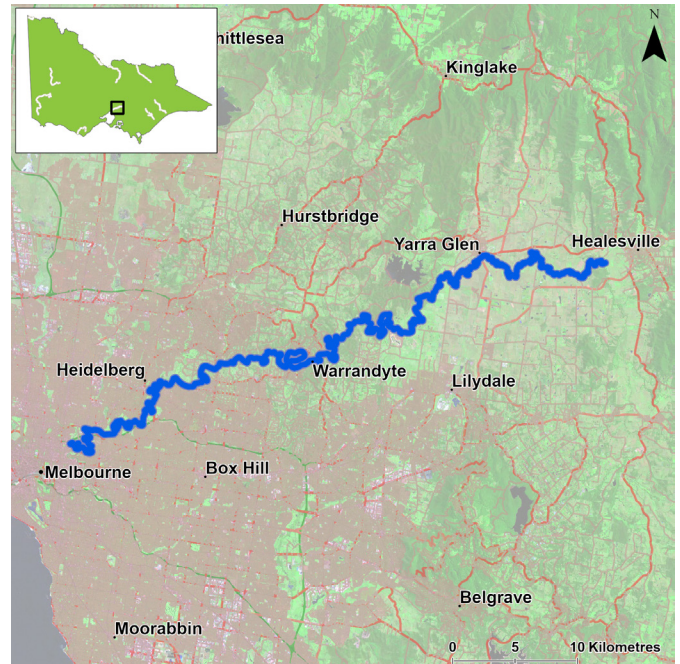 hittlesea
N
Kinglake
Hurstbridge
Yarra Glen
Healesville
Heidelberg
Warrandyte
Lilydale
Melbourne
Box Hill
Belgrave
Moorabbin
0 5 10 Kilometres